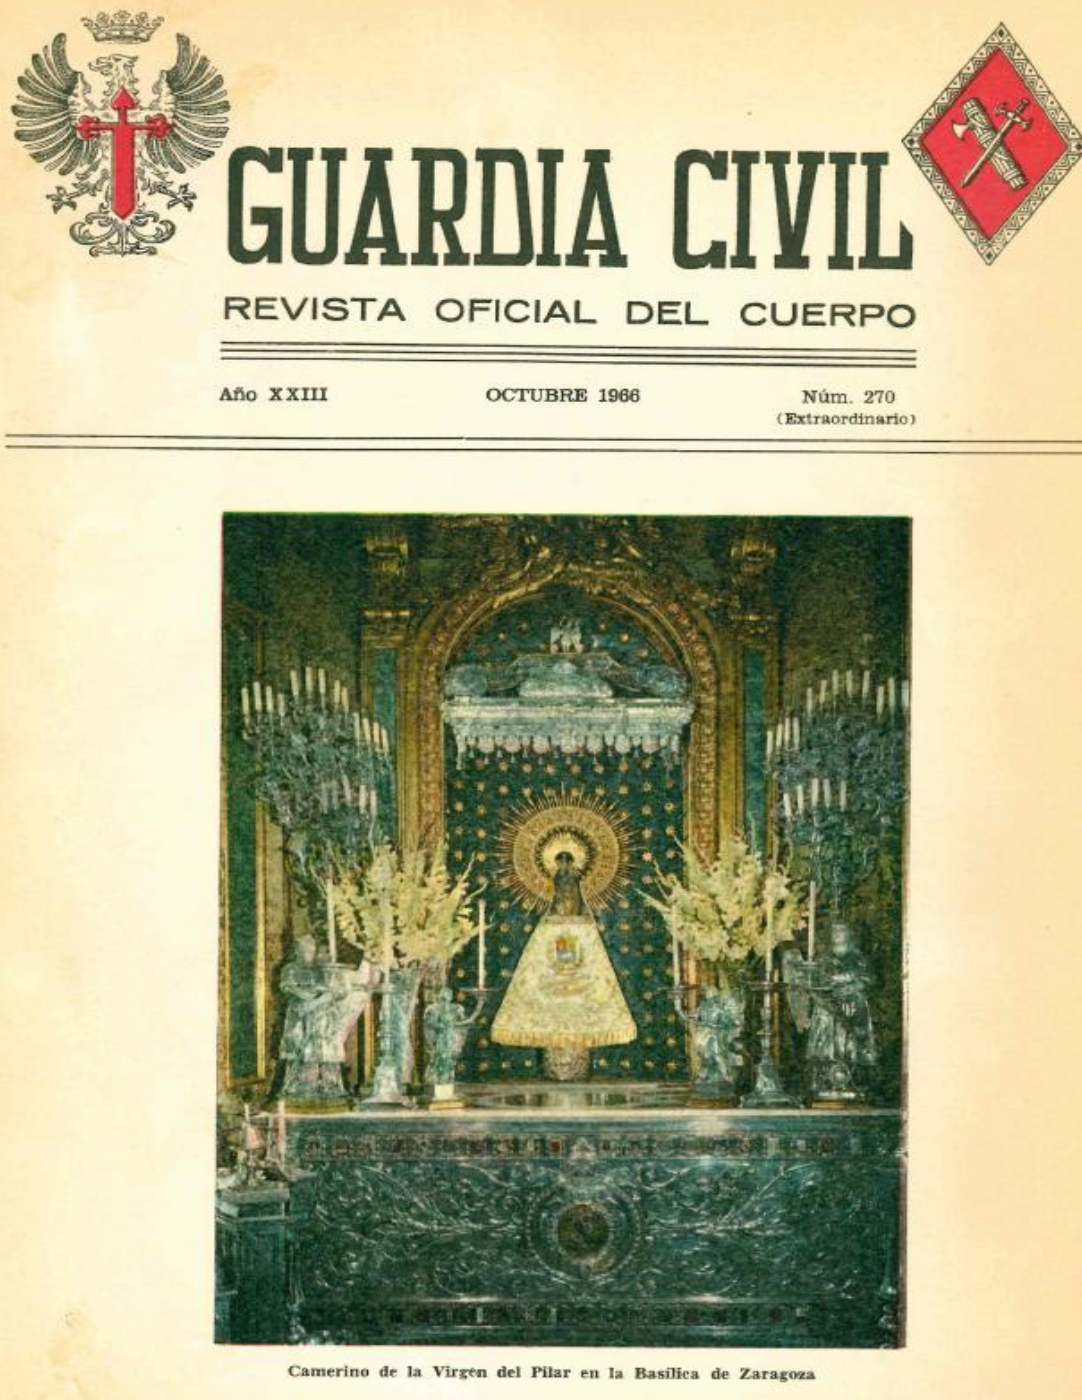 GUARDIA CIVIL
REVISTA OFICIAL DEL CUERPO
Año XXIII OCTUBRE 1966 Núm. 270
(Extraordinario)
Camerino de la Virgen del Pilar en la Basílica de Zaragoza